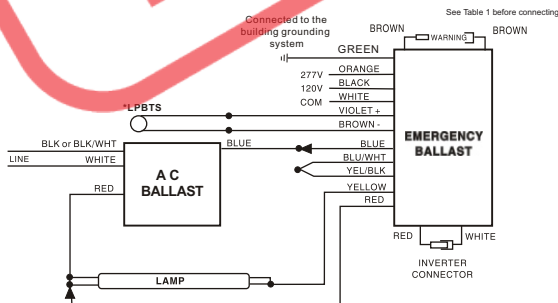 See Table 1 before connecting
Connected to the
building grounding
system
BROWN
WARNING
BROWN
GREEN
277V
ORANGE
120V
BLACK
COM
WHITE
*LPBTS
VIOLET +
BROWN -
BLK or BLK/WHT
LINE
WHITE
RED
A C
BALLAST
BLUE
BLUE
BLU/WHT
YEL/BLK
YELLOW
RED
EMERGENCY
BALLAST
RED
WHITE
INVERTER
CONNECTOR
LAMP